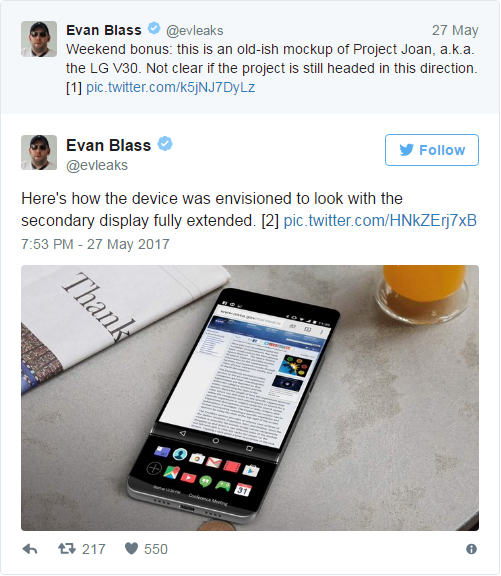 Evan Blass @evleaks 27 May
Weekend bonus: this is an old-ish mockup of Project Joan, a.k.a.
the LG V30. Not clear if the project is still headed in this direction.
[1] pic.twitter.com/k5jNJ7DyLz
Evan Blass
@evleaks
Follow
Here's how the device was envisioned to look with the
secondary display fully extended. [2] pic.twitter.com/HNkZErj7xB
7:53 PM - 27 May 2017
Thank
31
Conference Meeting
217 550